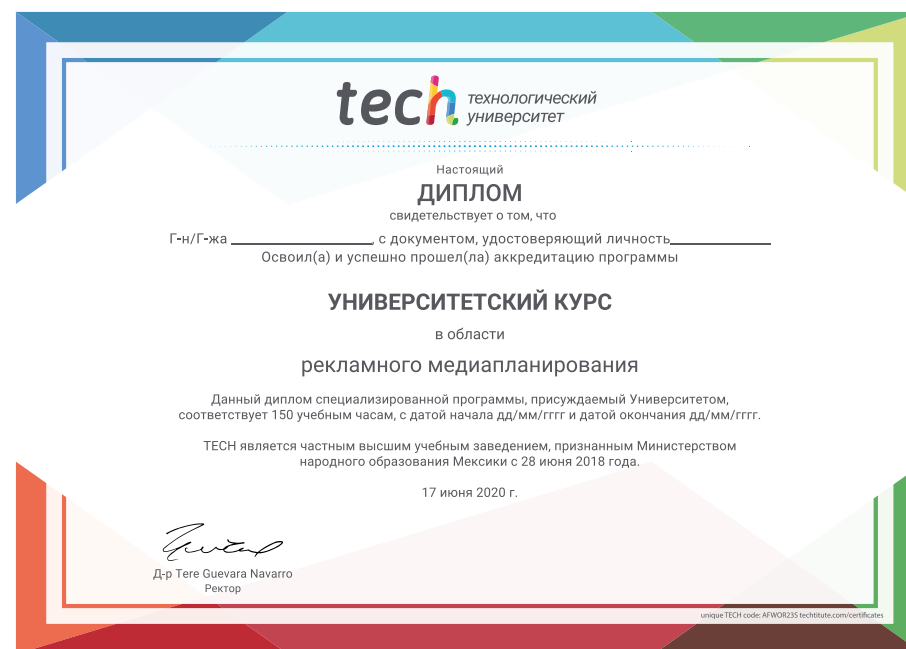 tech технологический университет
Настоящий
ДИПЛОМ
свидетельствует о том, что
Г-н/Г-жа ____________________, с документом, удостоверяющий личность______________
Освоил(а) и успешно прошел(ла) аккредитацию программы
УНИВЕРСИТЕТСКИЙ КУРС
в области
рекламного медиапланирования
Данный диплом специализированной программы, присуждаемый Университетом,
соответствует 150 учебным часам, с датой начала дд/мм/гггг и датой окончания дд/мм/гггг.
TECH является частным высшим учебным заведением, признанным Министерством
народного образования Мексики с 28 июня 2018 года.
17 июня 2020 г.
Д-р Tere Guevara Navarro
Ректор
unique TECH code: AFWOR23S techtitute.com/certificates